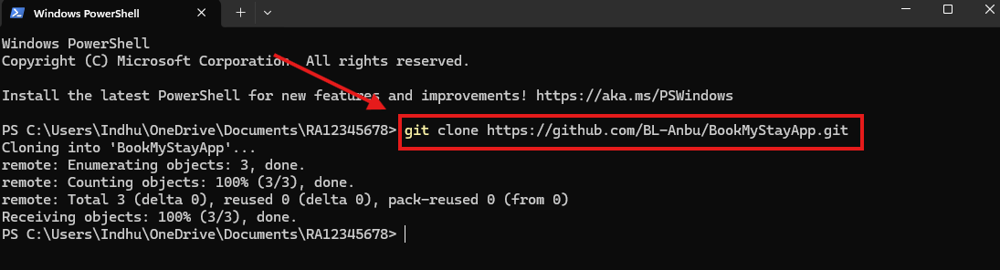 Windows PowerShell
Windows PowerShell
Copyright (C) Microsoft Corporation. All rights reserved.
Install the latest PowerShell for new features and improvements! https://aka.ms/PSWindows
PS C:\Users\Indhu\OneDrive\Documents\RA12345678> git clone https://github.com/BL-Anbu/BookMyStayApp.git
Cloning into 'BookMyStayApp'...
remote: Enumerating objects: 3, done.
remote: Counting objects: 100% (3/3), done.
remote: Total 3 (delta 0), reused 0 (delta 0), pack-reused 0 (from 0)
Receiving objects: 100% (3/3), done.
PS C:\Users\Indhu\OneDrive\Documents\RA12345678>